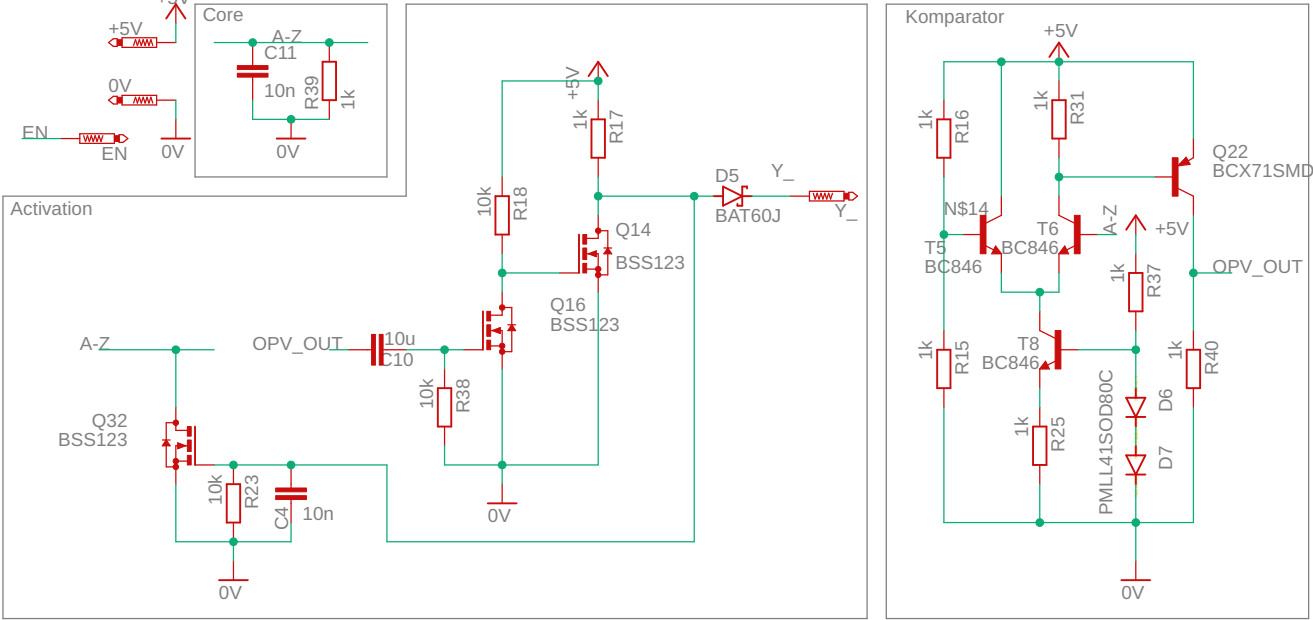 +5V
+5V
0V
EN
EN
0V
Core
A-Z
C11
10n
R39
1k
0V
Activation
+5V
1k
R17
10k
R18
D5
BAT60J
Y_
Y_
Q14
BSS123
Q16
BSS123
A-Z
OPV_OUT
10u
C10
10k
R38
Q32
BSS123
10k
R23
C4
10n
0V
0V
Komparator
+5V
1k
R16
1k
R31
Q22
BCX71SMD
N$14
T5
BC846
T6
BC846
A-Z
+5V
1k
R37
OPV_OUT
1k
R15
T8
BC846
1k
R40
1k
R25
PMLL41SOD80C
D6
D7
0V